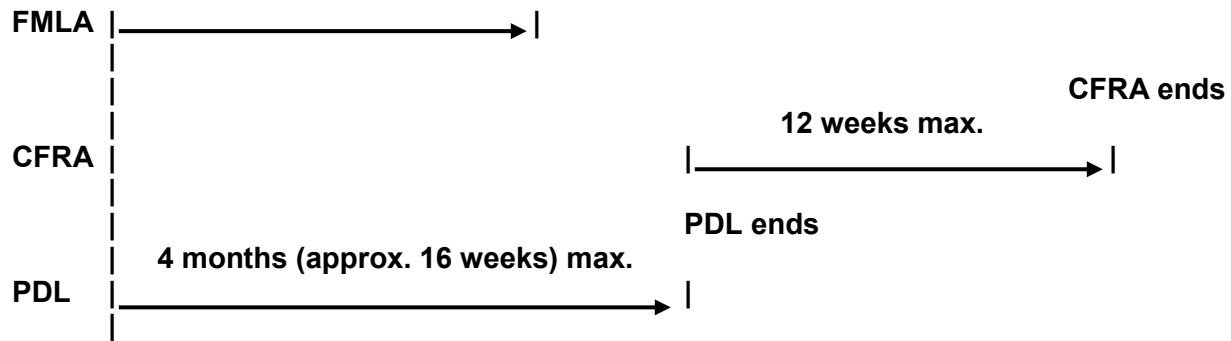 FMLA
CFRA ends
12 weeks max.
CFRA
PDL ends
4 months (approx. 16 weeks) max.
PDL